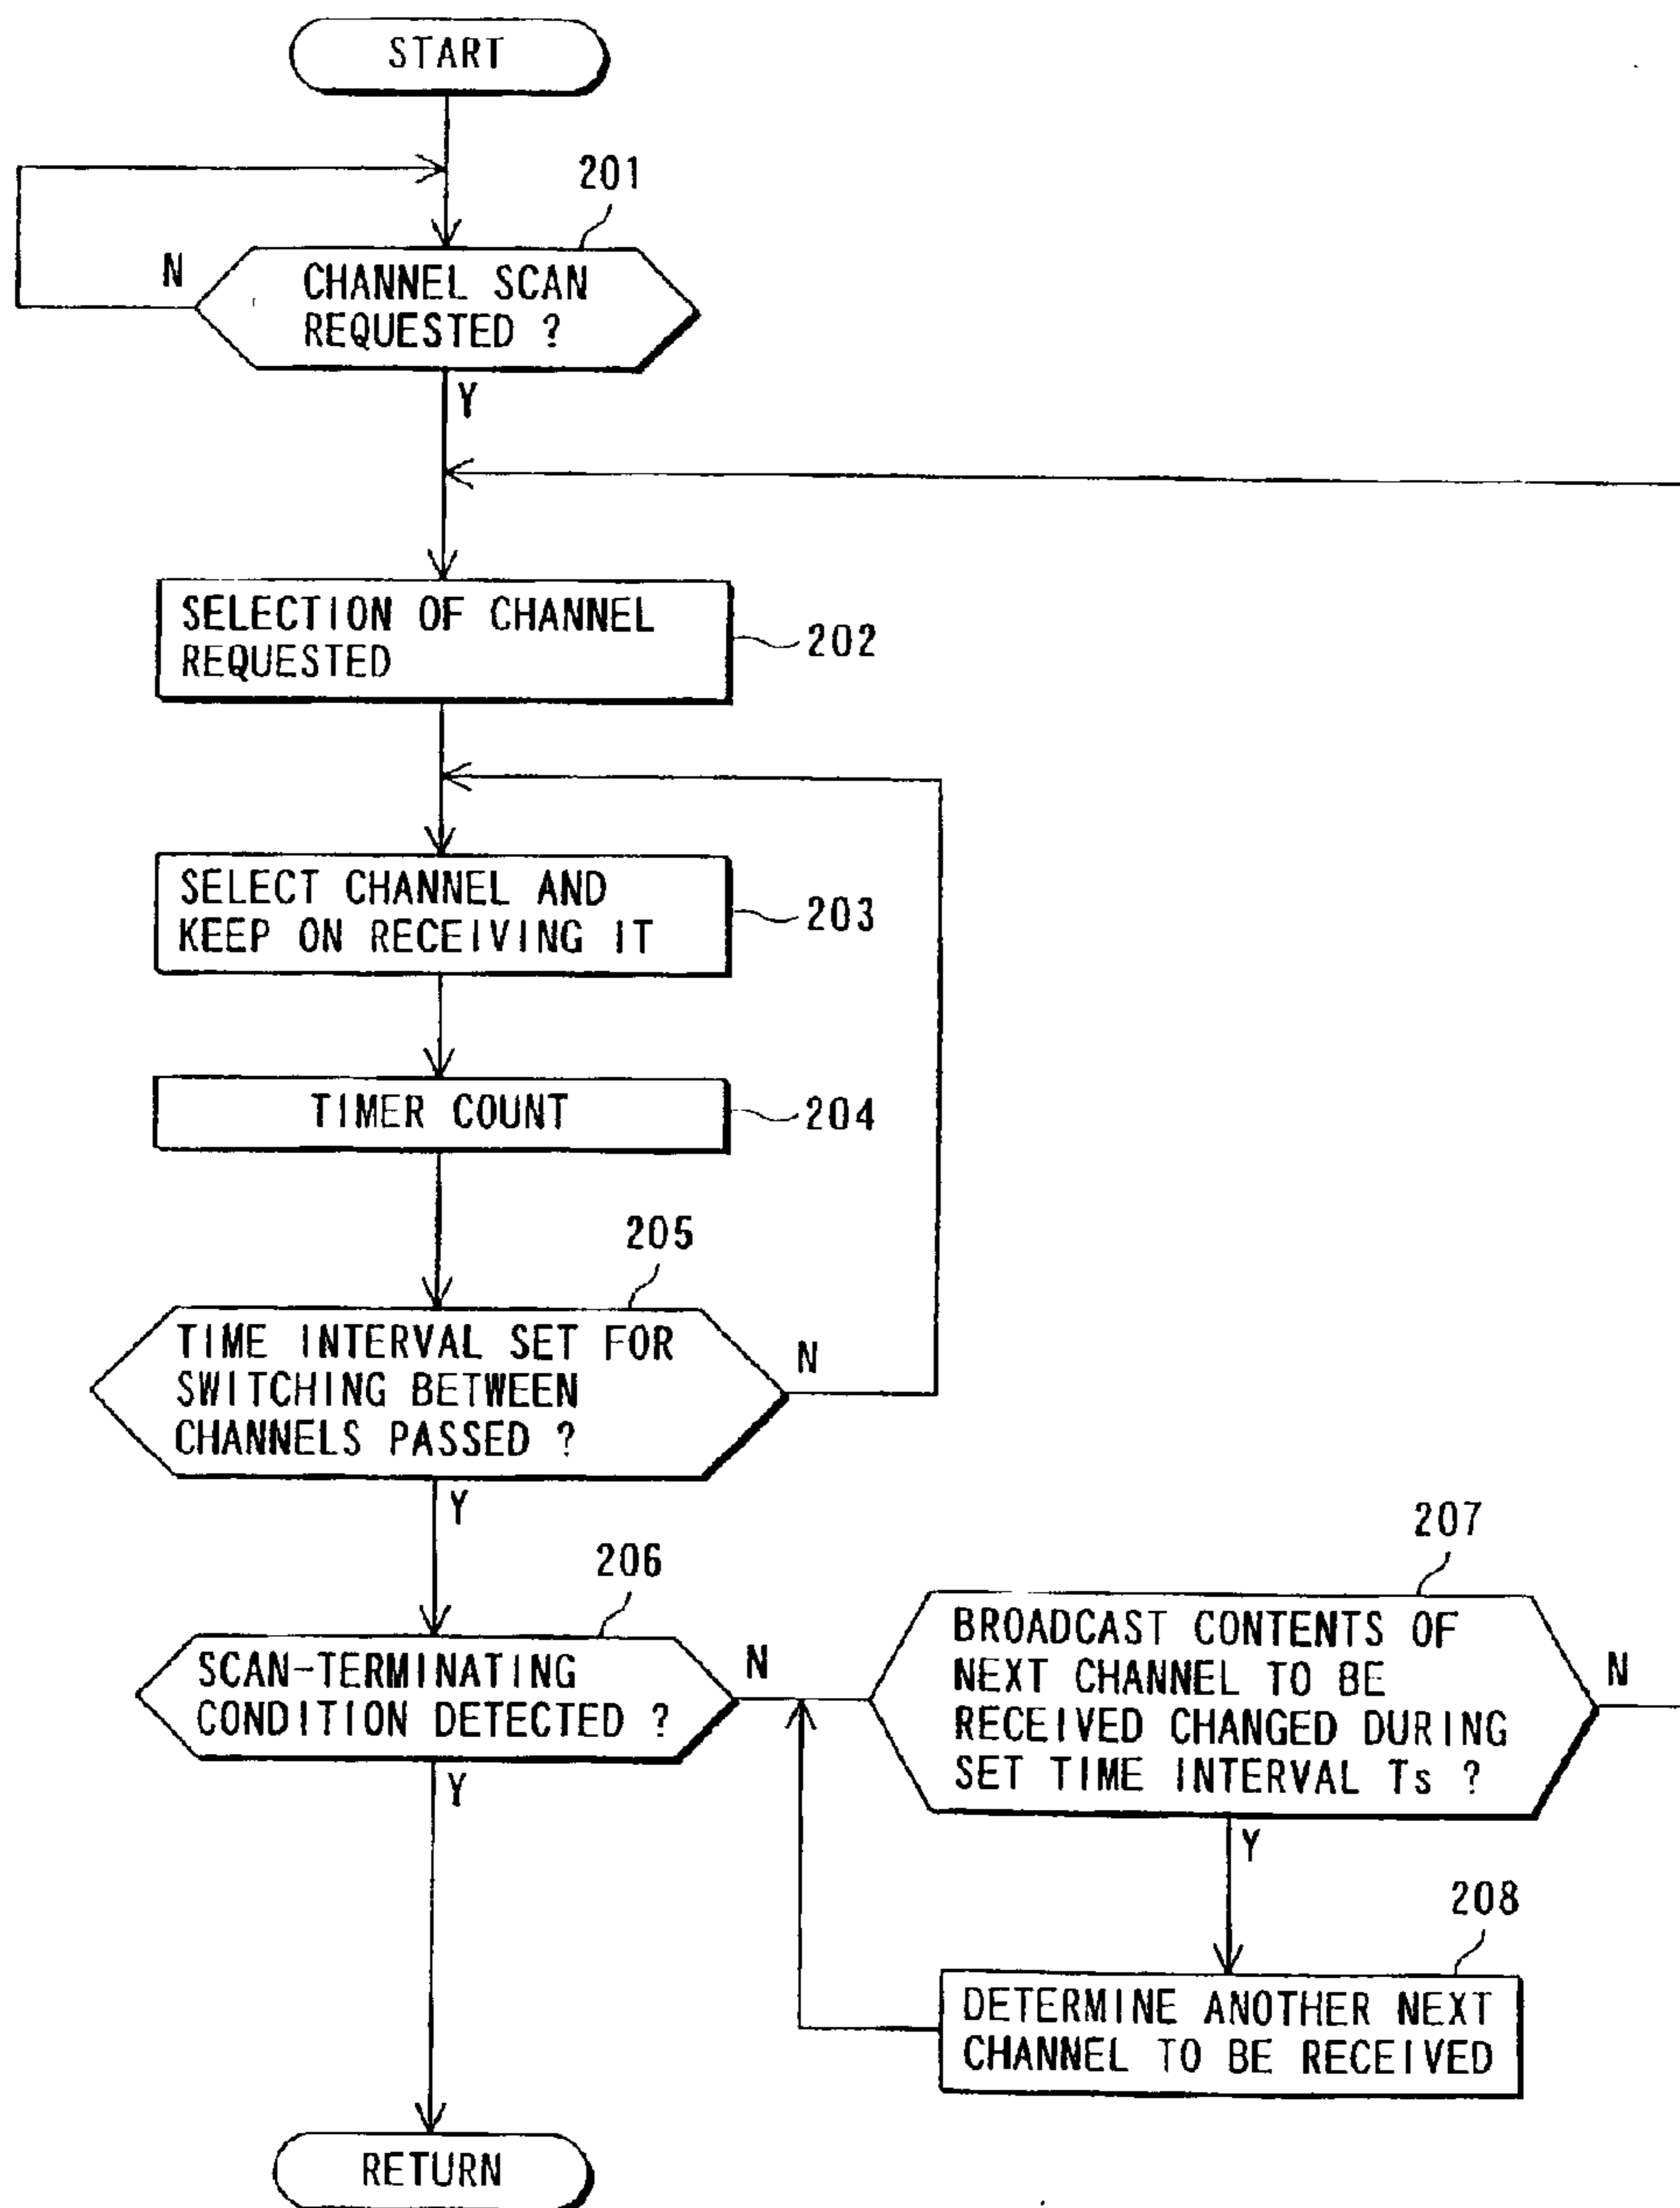 START
201
N
CHANNEL SCAN
REQUESTED ?
Y
SELECTION OF CHANNEL
REQUESTED
202
SELECT CHANNEL AND
KEEP ON RECEIVING IT
203
TIMER COUNT
204
205
TIME INTERVAL SET FOR
SWITCHING BETWEEN
CHANNELS PASSED ?
N
Y
206
SCAN-TERMINATING
CONDITION DETECTED ?
N
Y
207
BROADCAST CONTENTS OF
NEXT CHANNEL TO BE
RECEIVED CHANGED DURING
SET TIME INTERVAL Ts ?
N
Y
208
DETERMINE ANOTHER NEXT
CHANNEL TO BE RECEIVED
RETURN